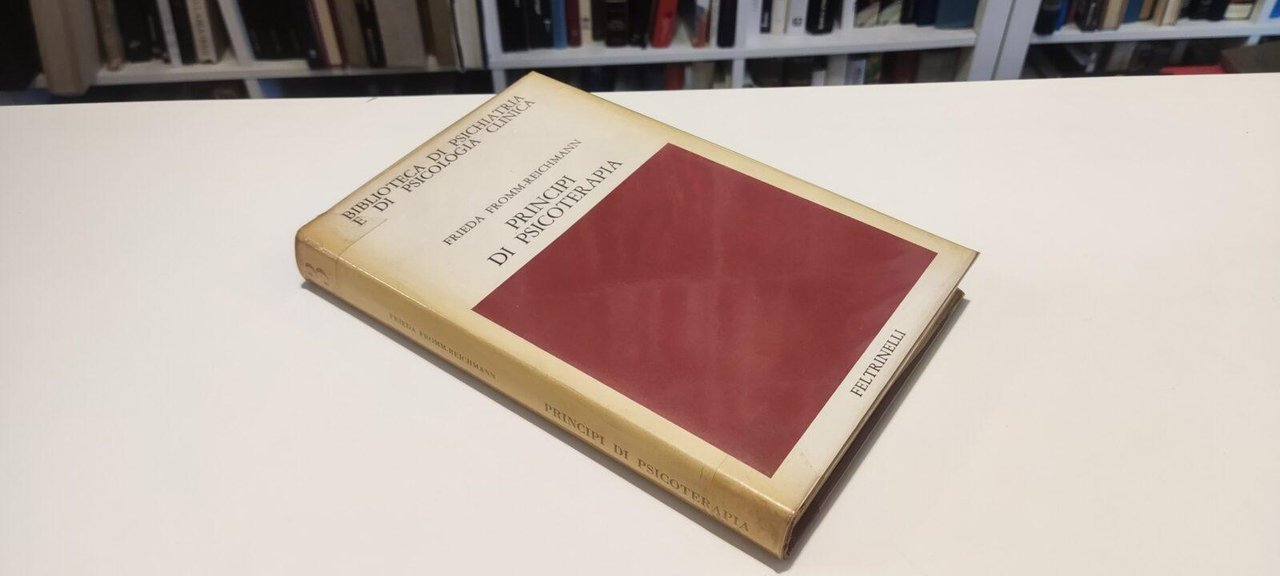 BIBLIOTECA DI PSICHIATRIA
E DI PSICOLOGIA CLINICA
FRIEDA FROMM-REICHMANN
PRINCIPI
DI PSICOTERAPIA
FELTRINELLI
3
FRIEDA FROMM-REICHMANN
PRINCIPI DI PSICOTERAPIA